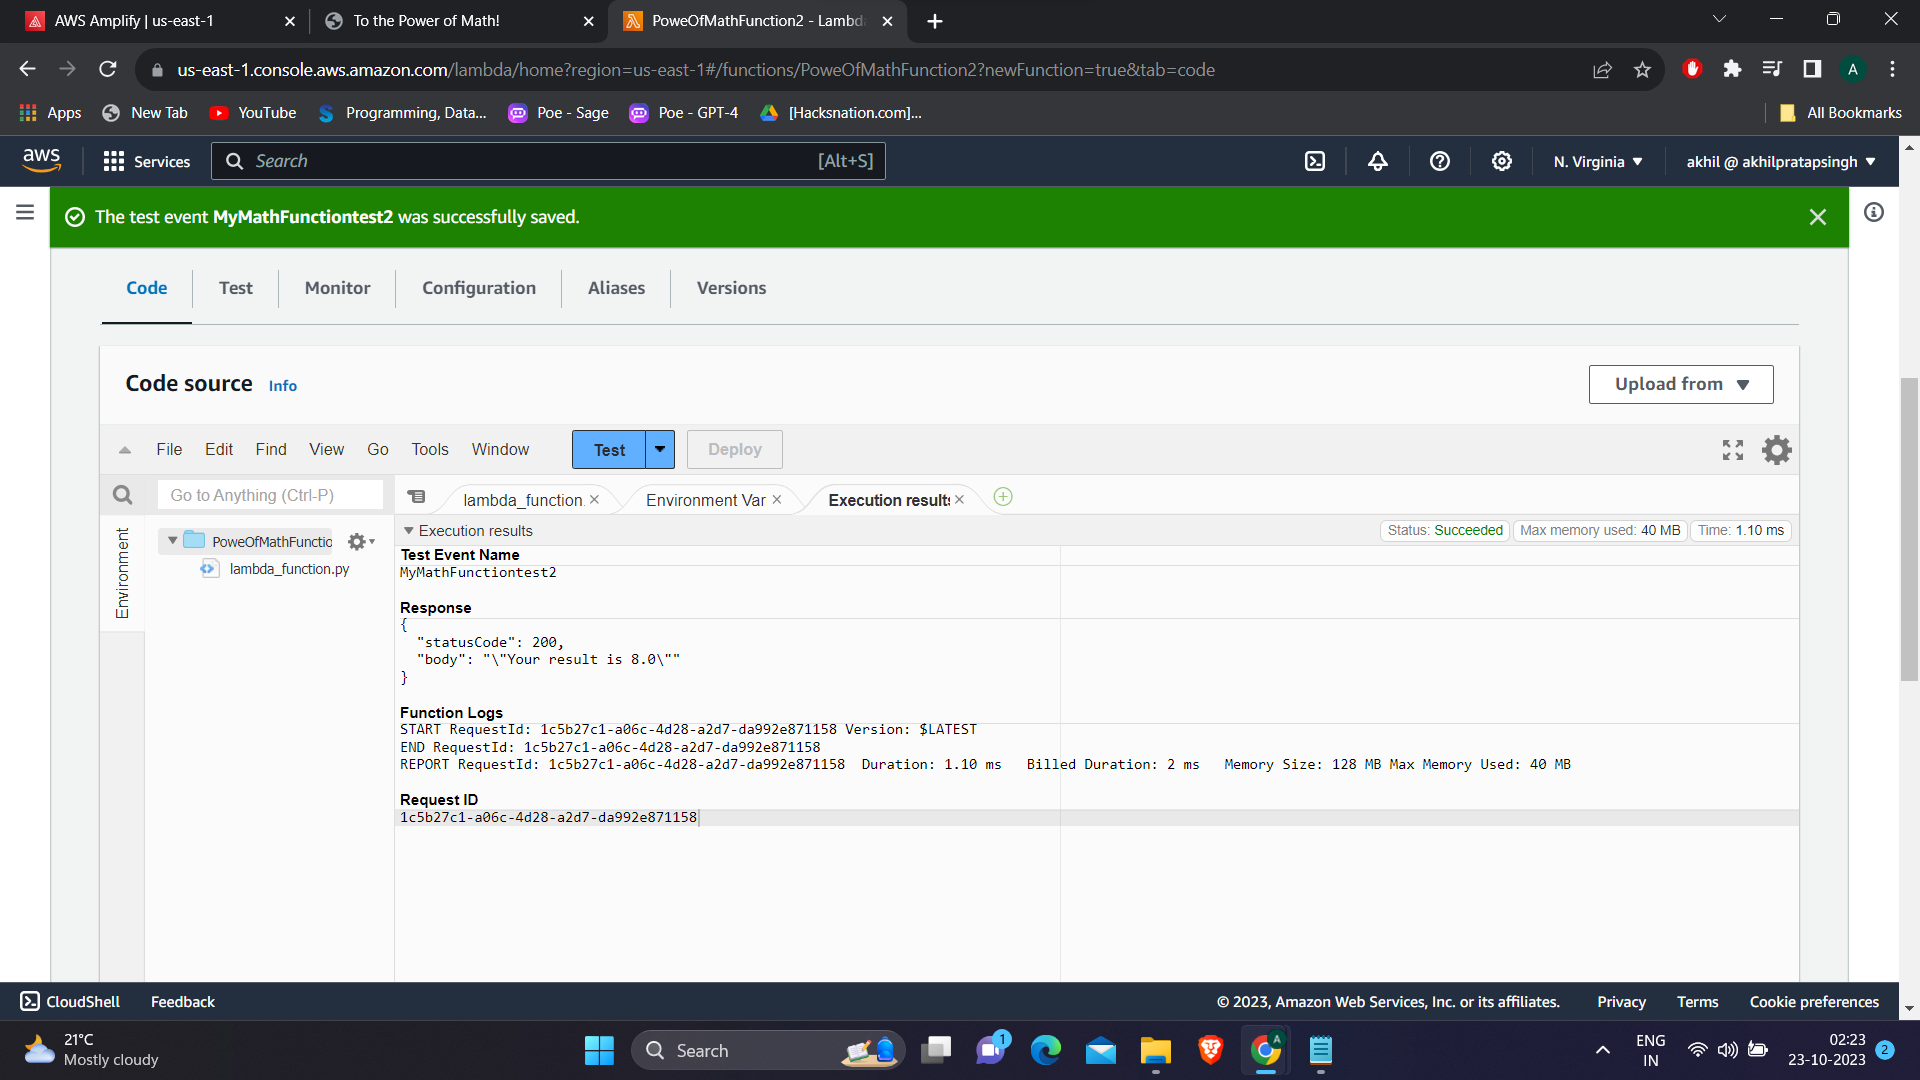 AWS Amplify | us-east-1
To the Power of Math!
PoweOfMathFunction2 - Lambd
us-east-1.console.aws.amazon.com/lambda/home?region=us-east-1#/functions/PoweOfMathFunction2?newFunction=true&tab=code
A
Apps
New Tab
YouTube
Programming, Data...
Poe - Sage
Poe - GPT-4
[Hacksnation.com]...
All Bookmarks
aws
Services
Search
[Alt+S]
N. Virginia
akhil @ akhilpratapsingh
The test event MyMathFunctiontest2 was successfully saved.
Code
Test
Monitor
Configuration
Aliases
Versions
Code source
Info
Upload from
File
Edit
Find
View
Go
Tools
Window
Test
Deploy
Go to Anything (Ctrl-P)
lambda_function.
Environment Var
Execution results
Environment
PoweOfMathFunctio
lambda_function.py
Execution results
Status: Succeeded
Max memory used: 40 MB
Time: 1.10 ms
Test Event Name
MyMathFunctiontest2
Response
{
"statusCode": 200,
"body": "\"Your result is 8.0\""
}
Function Logs
START RequestId: 1c5b27c1-a06c-4d28-a2d7-da992e871158 Version: $LATEST
END RequestId: 1c5b27c1-a06c-4d28-a2d7-da992e871158
REPORT RequestId: 1c5b27c1-a06c-4d28-a2d7-da992e871158 Duration: 1.10 ms Billed Duration: 2 ms Memory Size: 128 MB Max Memory Used: 40 MB
Request ID
1c5b27c1-a06c-4d28-a2d7-da992e871158
CloudShell
Feedback
© 2023, Amazon Web Services, Inc. or its affiliates.
Privacy
Terms
Cookie preferences
21°C
Mostly cloudy
Search
1
A
ENG
IN
02:23
23-10-2023
2